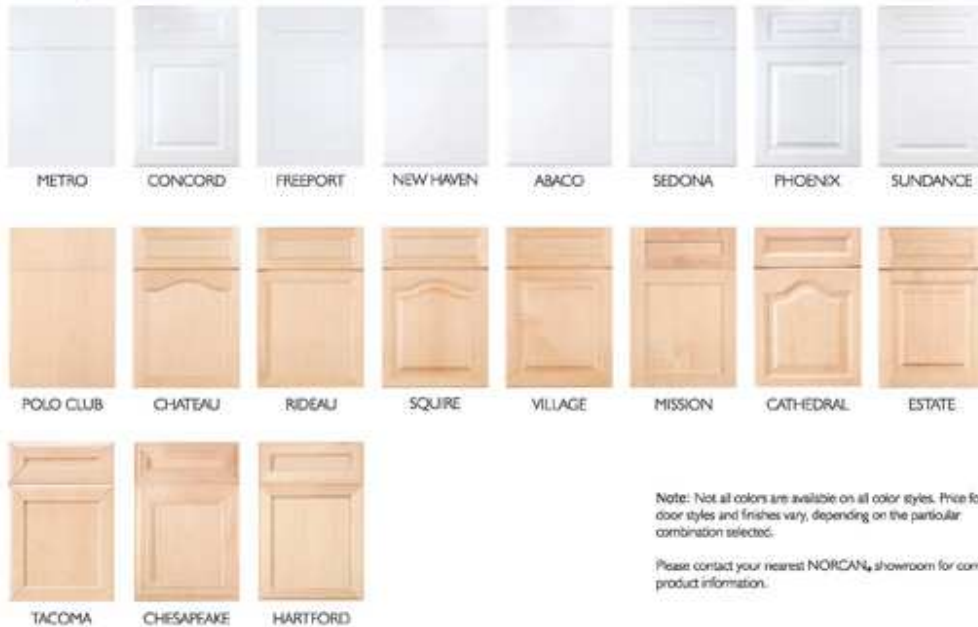 METRO CONCORD FREEPORT NEW HAVEN ABACO SEDONA PHOENIX SUNDANCE
POLO CLUB CHATEAU RIDEAU SQUIRE VILLAGE MISSION CATHEDRAL ESTATE
TACOMA CHESAPEAKE HARTFORD
Note: Not all colors are available on all color styles. Price
door styles and finishes vary, depending on the particular
combination selected.
Please contact your nearest NORCAN showroom for
product information.